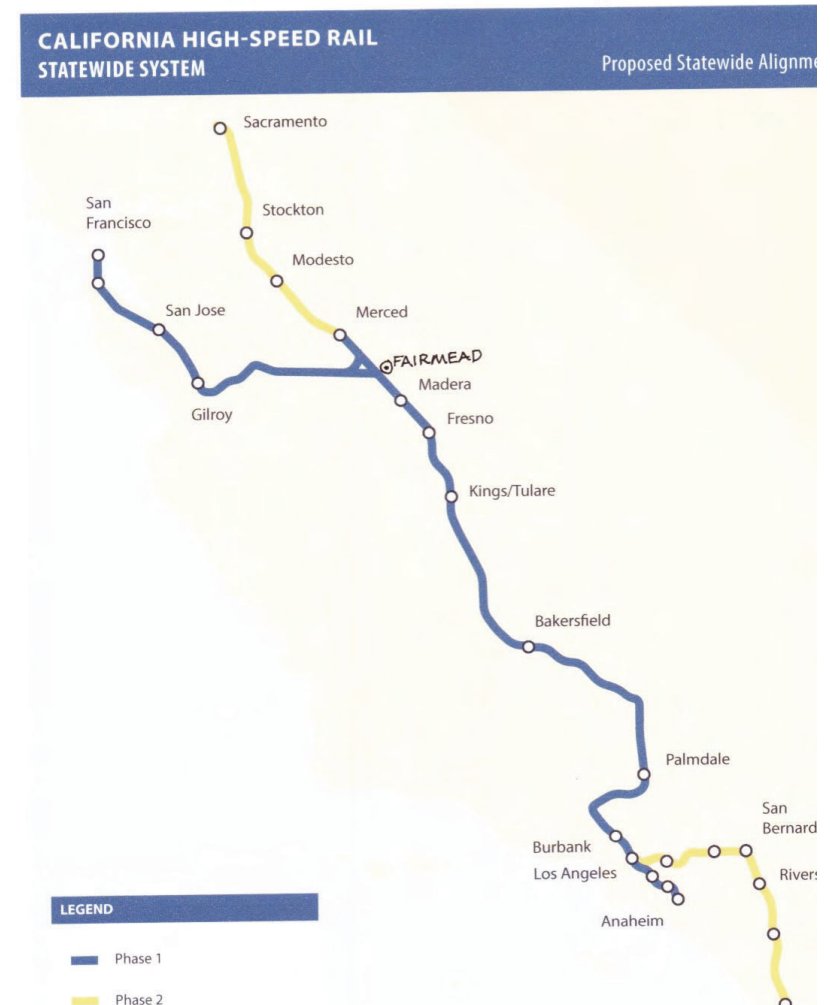 CALIFORNIA HIGH-SPEED RAIL
STATEWIDE SYSTEM
Proposed Statewide Alignme
Sacramento
San
Francisco
Stockton
Modesto
San Jose
Merced
FAIRMEAD
Madera
Gilroy
Fresno
Kings/Tulare
Bakersfield
Palmdale
San
Bernard
Burbank
Los Angeles
Rivers
Anaheim
LEGEND
Phase 1
Phase 2